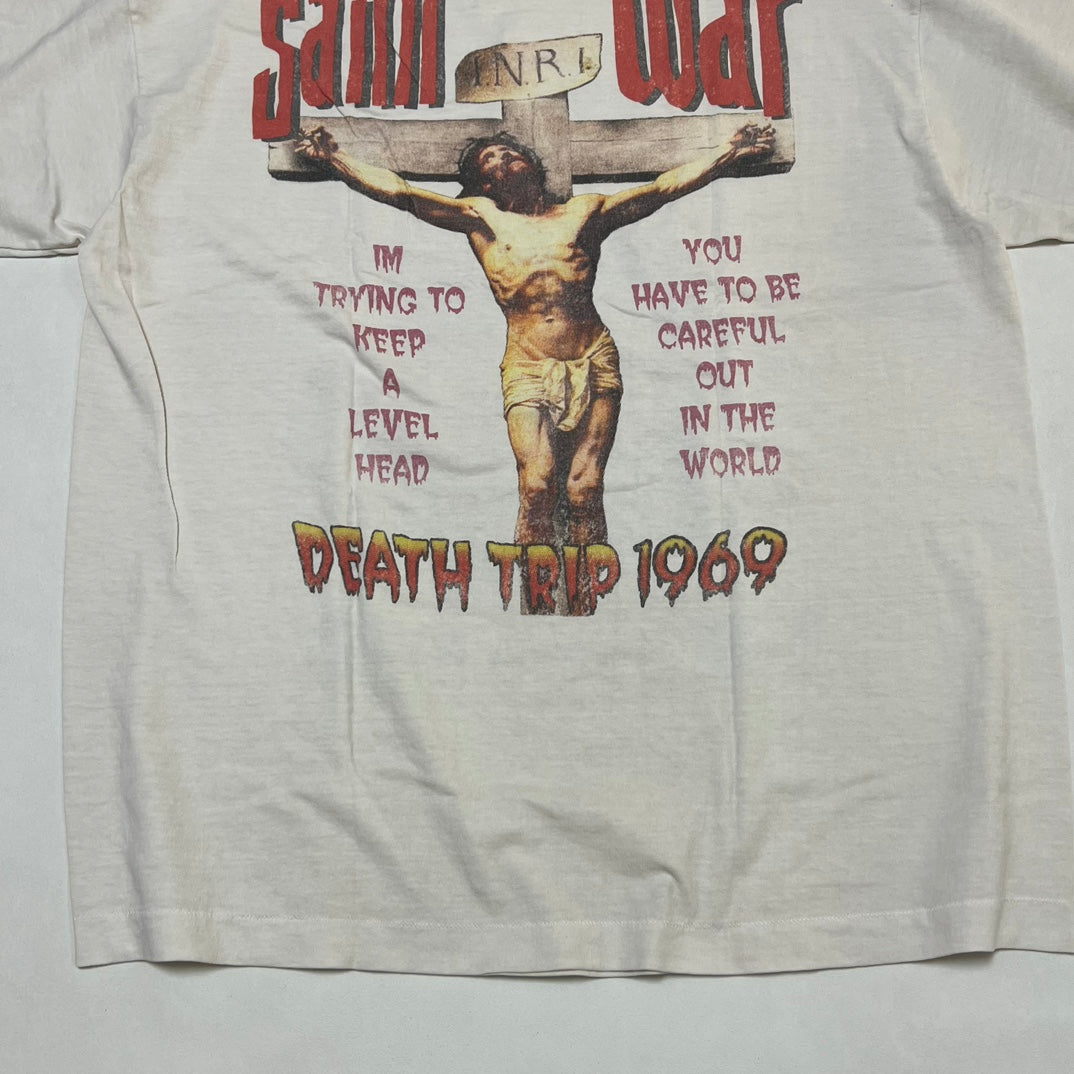 Saint War
I.N.R.I.
IM
TRYING TO
KEEP
A
LEVEL
HEAD
YOU
HAVE TO BE
CAREFUL
OUT
IN THE
WORLD
DEATH TRIP 1969